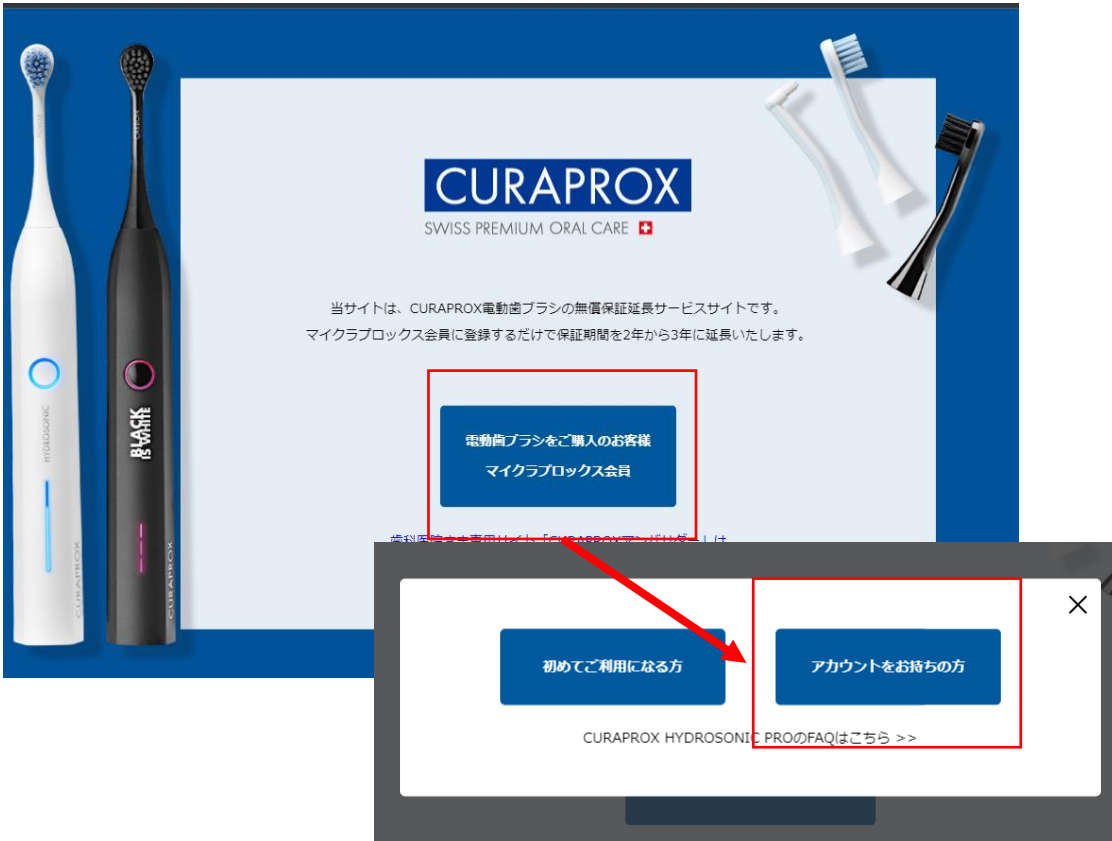 CURAPROX
SWISS PREMIUM ORAL CARE
当サイトは、CURAPROX電動歯ブラシの無償保証延長サービスサイトです。
マイクラプロックス会員に登録するだけで保証期間を2年から3年に延長いたします。
電動歯ブラシをご購入のお客様
マイクラプロックス会員
HYDROSONIC
BLACK
IS WHITE
CURAPROX
CURAPROX
初めてご利用になる方
アカウントをお持ちの方
CURAPROX HYDROSONIC PROのFAQはこちら >>